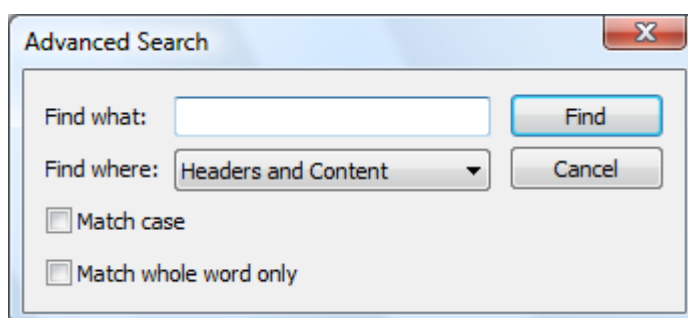 Advanced Search
Find what:
Find
Find where:
Headers and Content
Cancel
Match case
Match whole word only